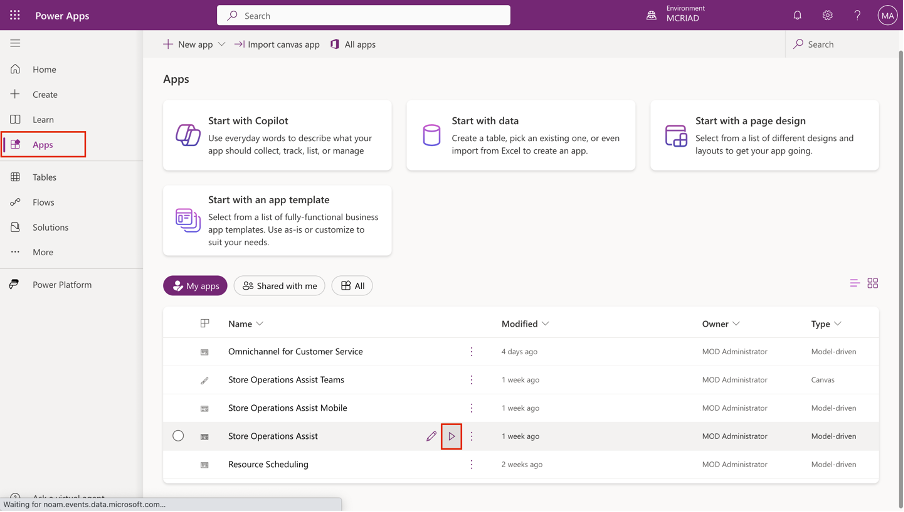 Power Apps
Search
Environment
MCRIAD
?
MA
New app
Import canvas app
All apps
Search
Home
Create
Learn
Apps
Tables
Flows
Solutions
More
Power Platform
Ask a virtual agent
Apps
Start with Copilot
Use everyday words to describe what your
app should collect, track, list, or manage
Start with data
Create a table, pick an existing one, or even
import from Excel to create an app.
Start with a page design
Select from a list of different designs and
layouts to get your app going.
Start with an app template
Select from a list of fully-functional business
app templates. Use as-is or customize to
suit your needs.
My apps
Shared with me
All
Name Modified Owner Type
Omnichannel for Customer Service 4 days ago MOD Administrator Model-driven
Store Operations Assist Teams 1 week ago MOD Administrator Canvas
Store Operations Assist Mobile 1 week ago MOD Administrator Model-driven
Store Operations Assist 1 week ago MOD Administrator Model-driven
Resource Scheduling 2 weeks ago MOD Administrator Model-driven
Waiting for noam.events.data.microsoft.com...